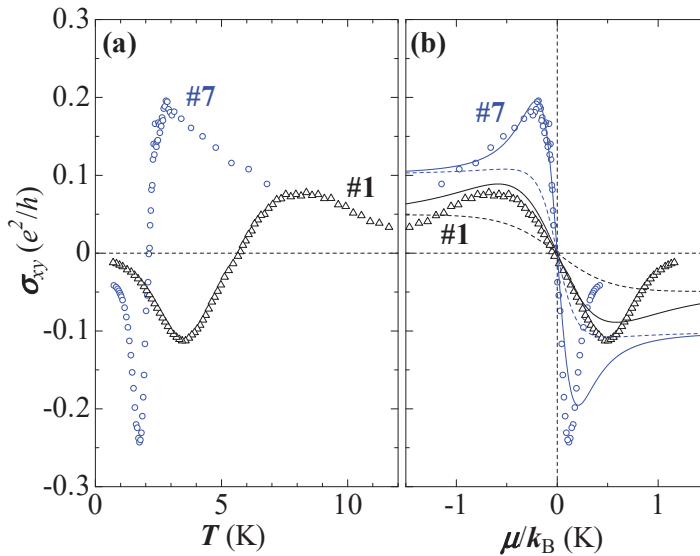 0.3
(a)
(b)
#7
#7
0.2
0.1
#1
σxy (e²/h)
0
#1
-0.1
-0.2
-0.3
0 5 10 -1 0 1
T (K)
μ/kB (K)